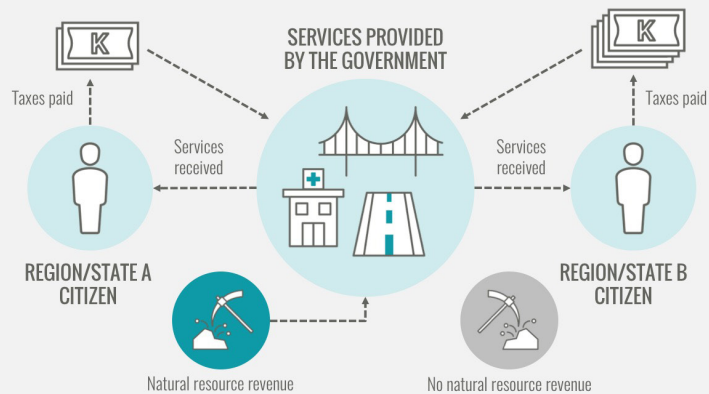 K
SERVICES PROVIDED
BY THE GOVERNMENT
K
Taxes paid
Taxes paid
Services
received
Services
received
REGION/STATE A
CITIZEN
REGION/STATE B
CITIZEN
Natural resource revenue
No natural resource revenue